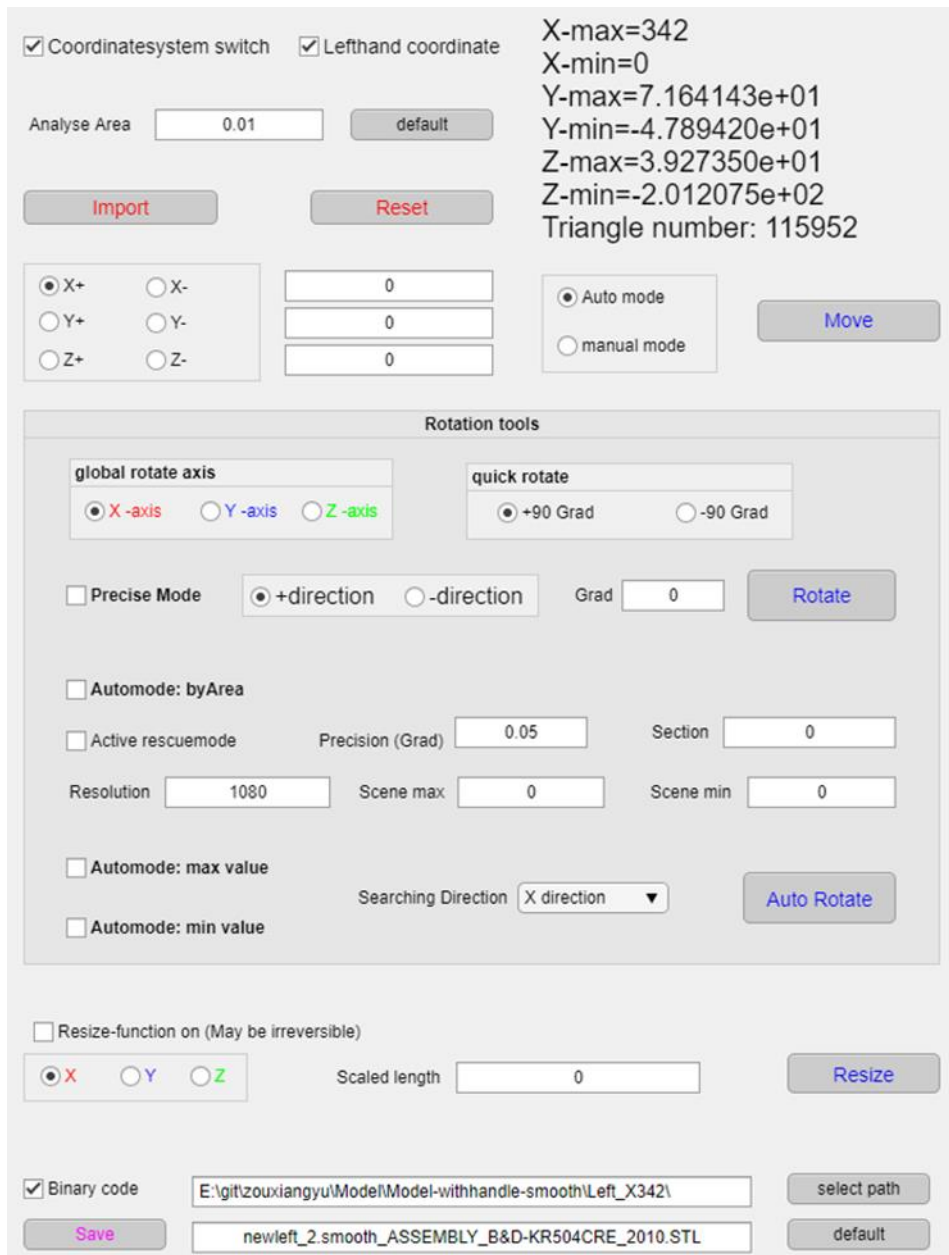 Coordinatesystem switch Lefthand coordinate
X-max=342
X-min=0
Y-max=7.164143e+01
Y-min=-4.789420e+01
Z-max=3.927350e+01
Z-min=-2.012075e+02
Triangle number: 115952
Analyse Area 0.01 default
Import Reset
X+ X- 0
Y+ Y- 0
Z+ Z- 0
Auto mode
manual mode
Move
Rotation tools
global rotate axis
X -axis Y -axis Z -axis
quick rotate
+90 Grad -90 Grad
Precise Mode +direction -direction Grad 0 Rotate
Automode: byArea
Active rescuemode Precision (Grad) 0.05 Section 0
Resolution 1080 Scene max 0 Scene min 0
Automode: max value
Searching Direction X direction Auto Rotate
Automode: min value
Resize-function on (May be irreversible)
X Y Z Scaled length 0 Resize
Binary code E:\git\zouxiangyu\Model\Model-withhandle-smooth\Left_X342\ select path
Save newleft_2.smooth_ASSEMBLY_B&D-KR504CRE_2010.STL default